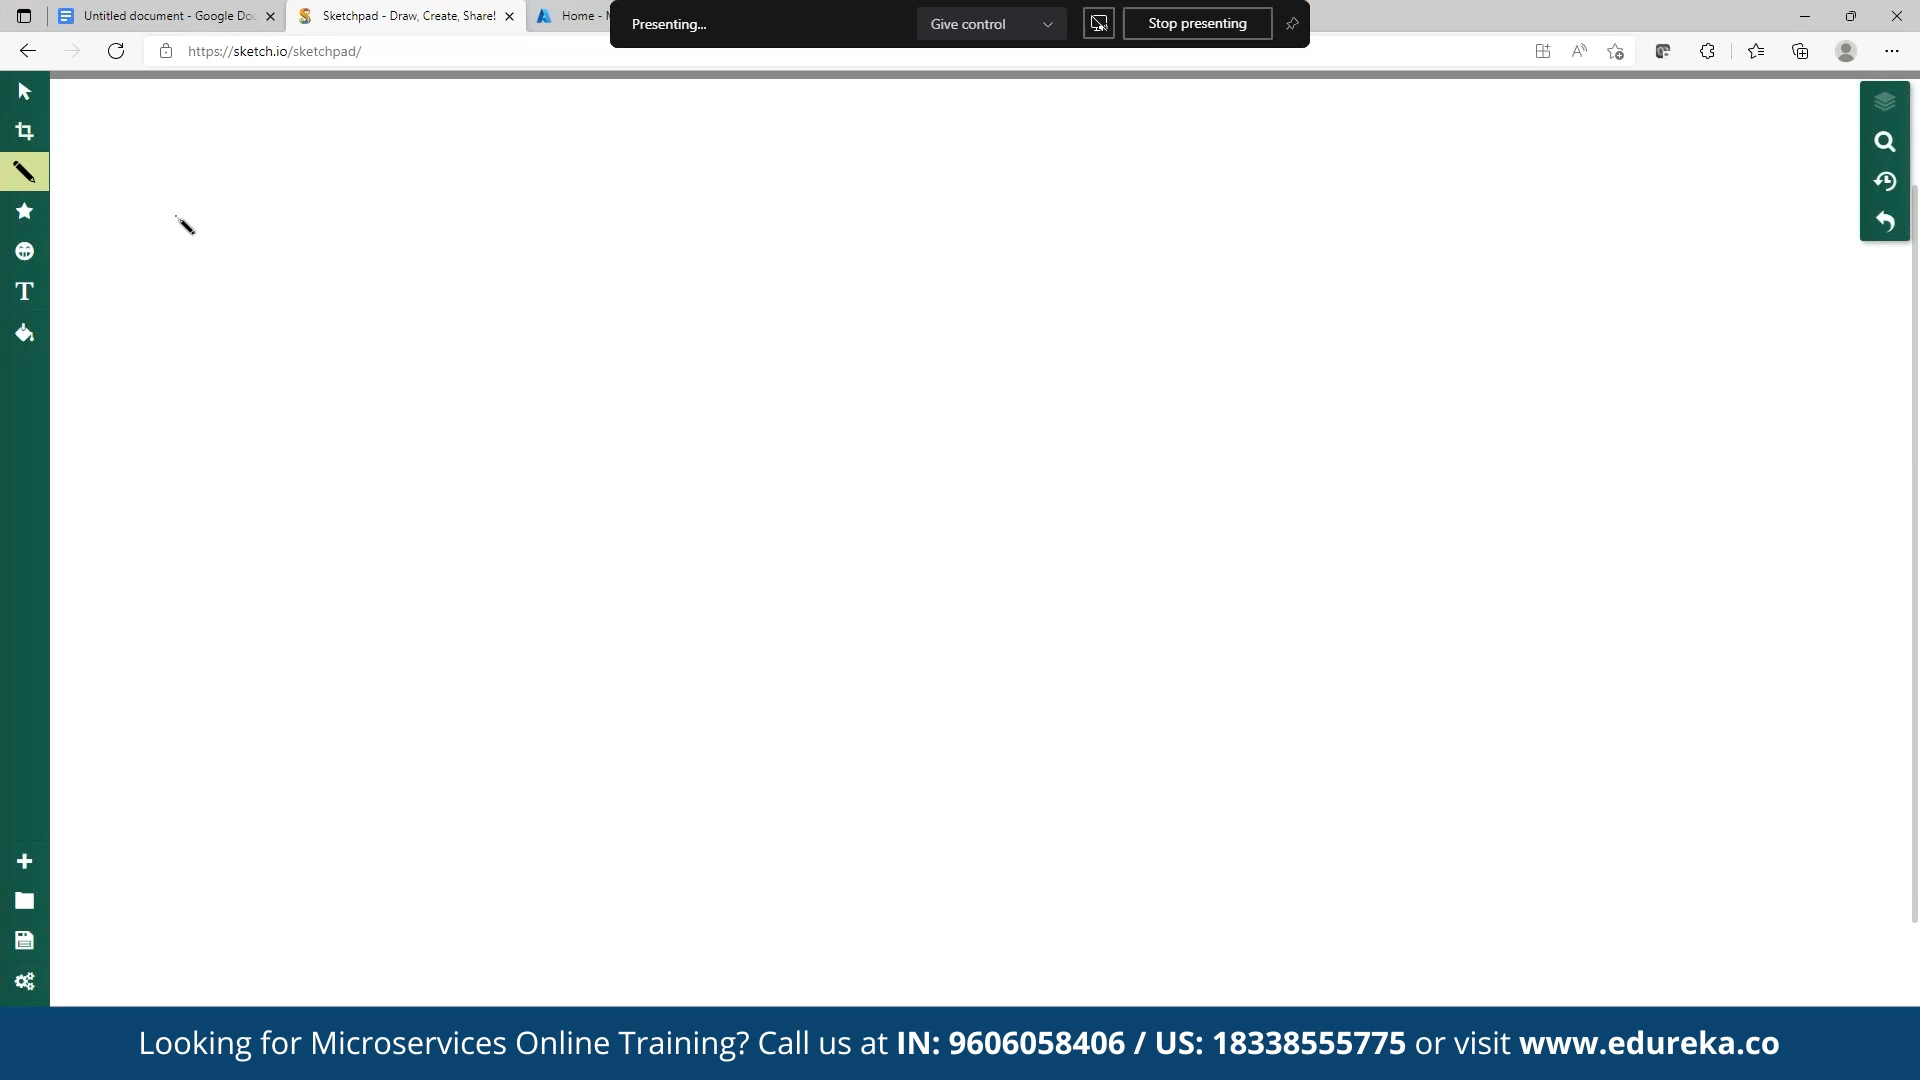 Untitled document - Google Doc
Sketchpad - Draw, Create, Share!
Home -
Presenting...
Give control
Stop presenting
https://sketch.io/sketchpad/
T
Looking for Microservices Online Training? Call us at IN: 9606058406 / US: 18338555775 or visit www.edureka.co